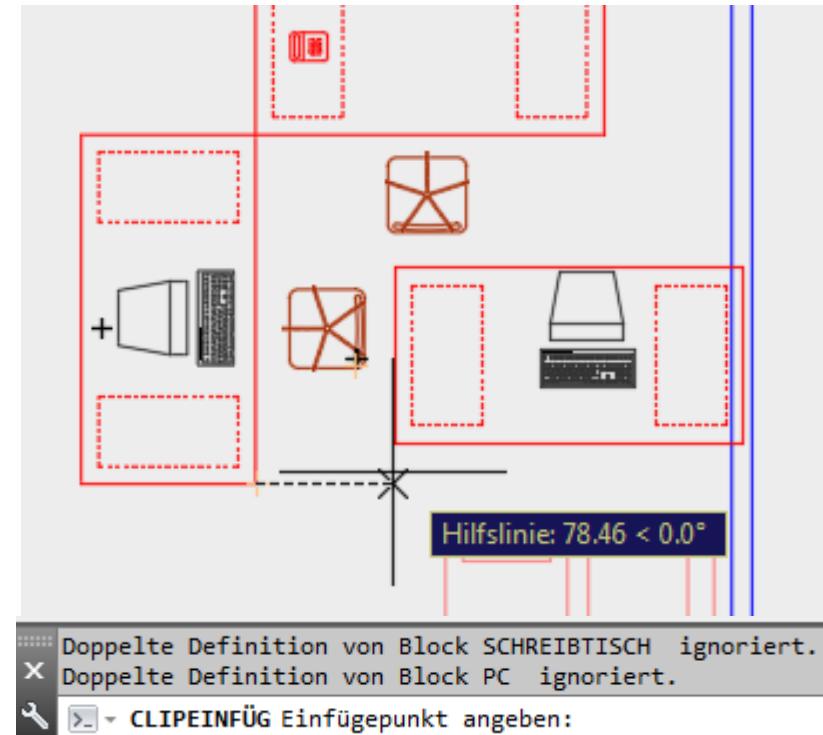 Hilfslinie: 78.46 < 0.0°
Doppelte Definition von Block SCHREIBTISCH ignoriert.
Doppelte Definition von Block PC ignoriert.
CLIPEINFÜG Einfügepunkt angeben: